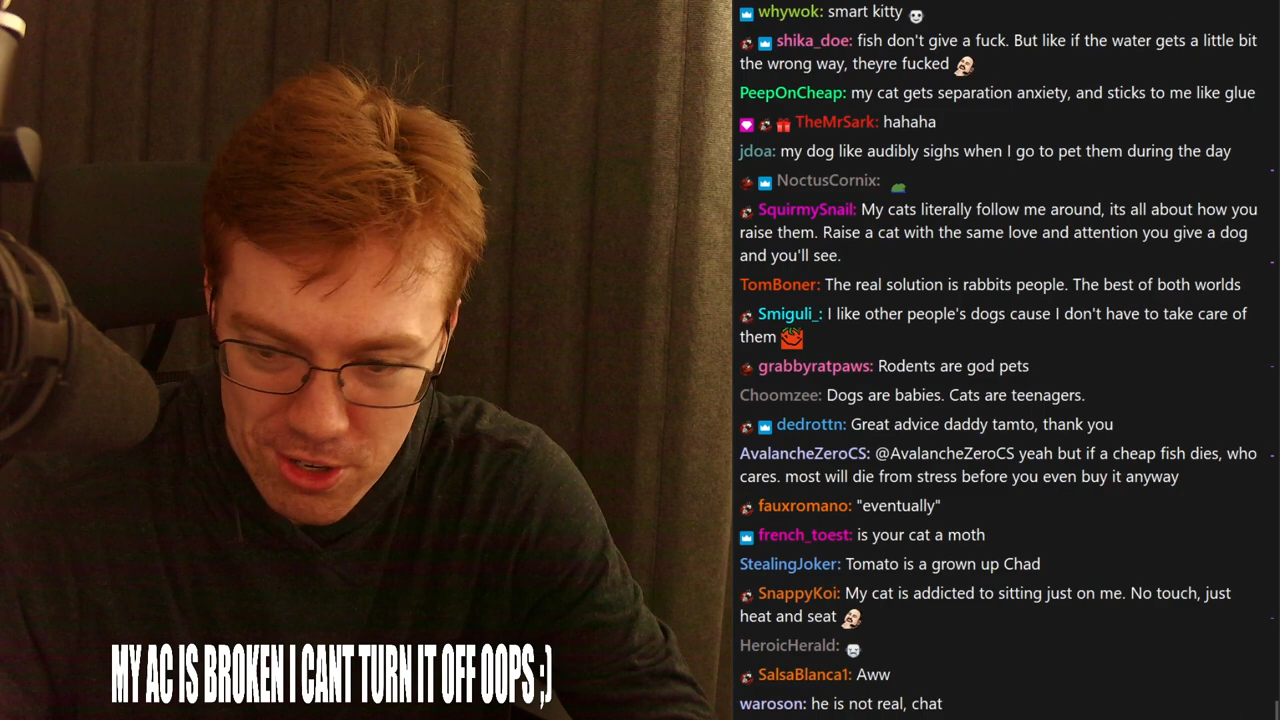 whywok: smart kitty
shika_doe: fish don't give a fuck. But like if the water gets a little bit
the wrong way, theyre fucked
PeepOnCheap: my cat gets separation anxiety, and sticks to me like glue
TheMrSark: hahaha
jdoa: my dog like audibly sighs when I go to pet them during the day
NoctusCornix:
SquirmySnail: My cats literally follow me around, its all about how you
raise them. Raise a cat with the same love and attention you give a dog
and you'll see.
TomBoner: The real solution is rabbits people. The best of both worlds
Smiguli_: I like other people's dogs cause I don't have to take care of
them
grabbyratpaws: Rodents are god pets
Choomzee: Dogs are babies. Cats are teenagers.
dedrottn: Great advice daddy tamto, thank you
AvalancheZeroCS: @AvalancheZeroCS yeah but if a cheap fish dies, who
cares. most will die from stress before you even buy it anyway
fauxromano: "eventually"
french_toest: is your cat a moth
StealingJoker: Tomato is a grown up Chad
SnappyKoi: My cat is addicted to sitting just on me. No touch, just
heat and seat
HeroicHerald:
SalsaBlanca1: Aww
waroson: he is not real, chat
MY AC IS BROKEN I CANT TURN IT OFF OOPS ;)